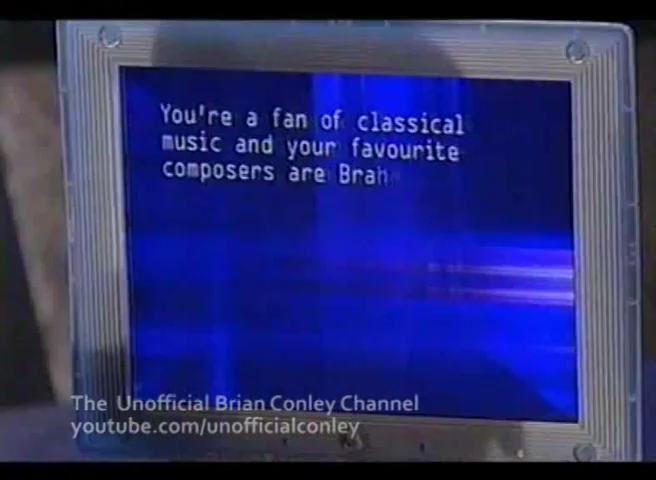 You're a fan of classical
music and your favourite
composers are Brah
The Unofficial Brian Conley Channel
youtube.com/unofficialconley